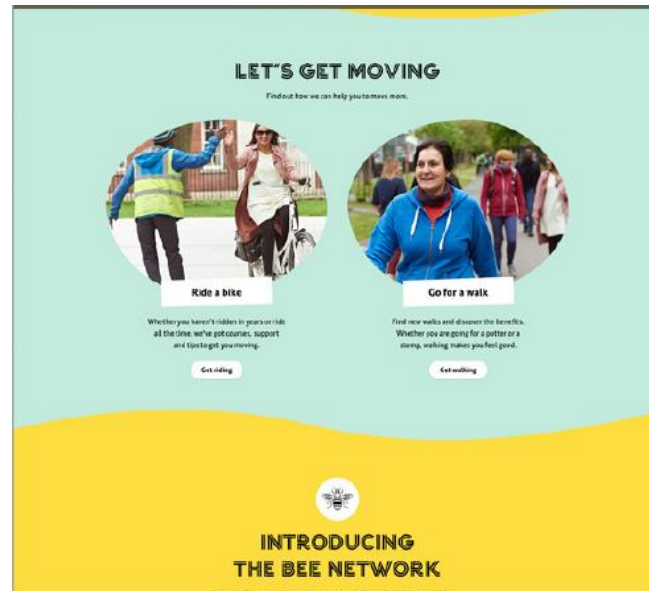 LET'S GET MOVING
Find out how we can help you to move more.
Ride a bike
Go for a walk
Whether you haven't ridden in years or ride
all the time, we've got courses, support
and tips to get you moving.
Find new walks and discover the benefits.
Whether you are going for a potter or a
stomp, walking makes you feel good.
Get riding
Get walking
INTRODUCING
THE BEE NETWORK